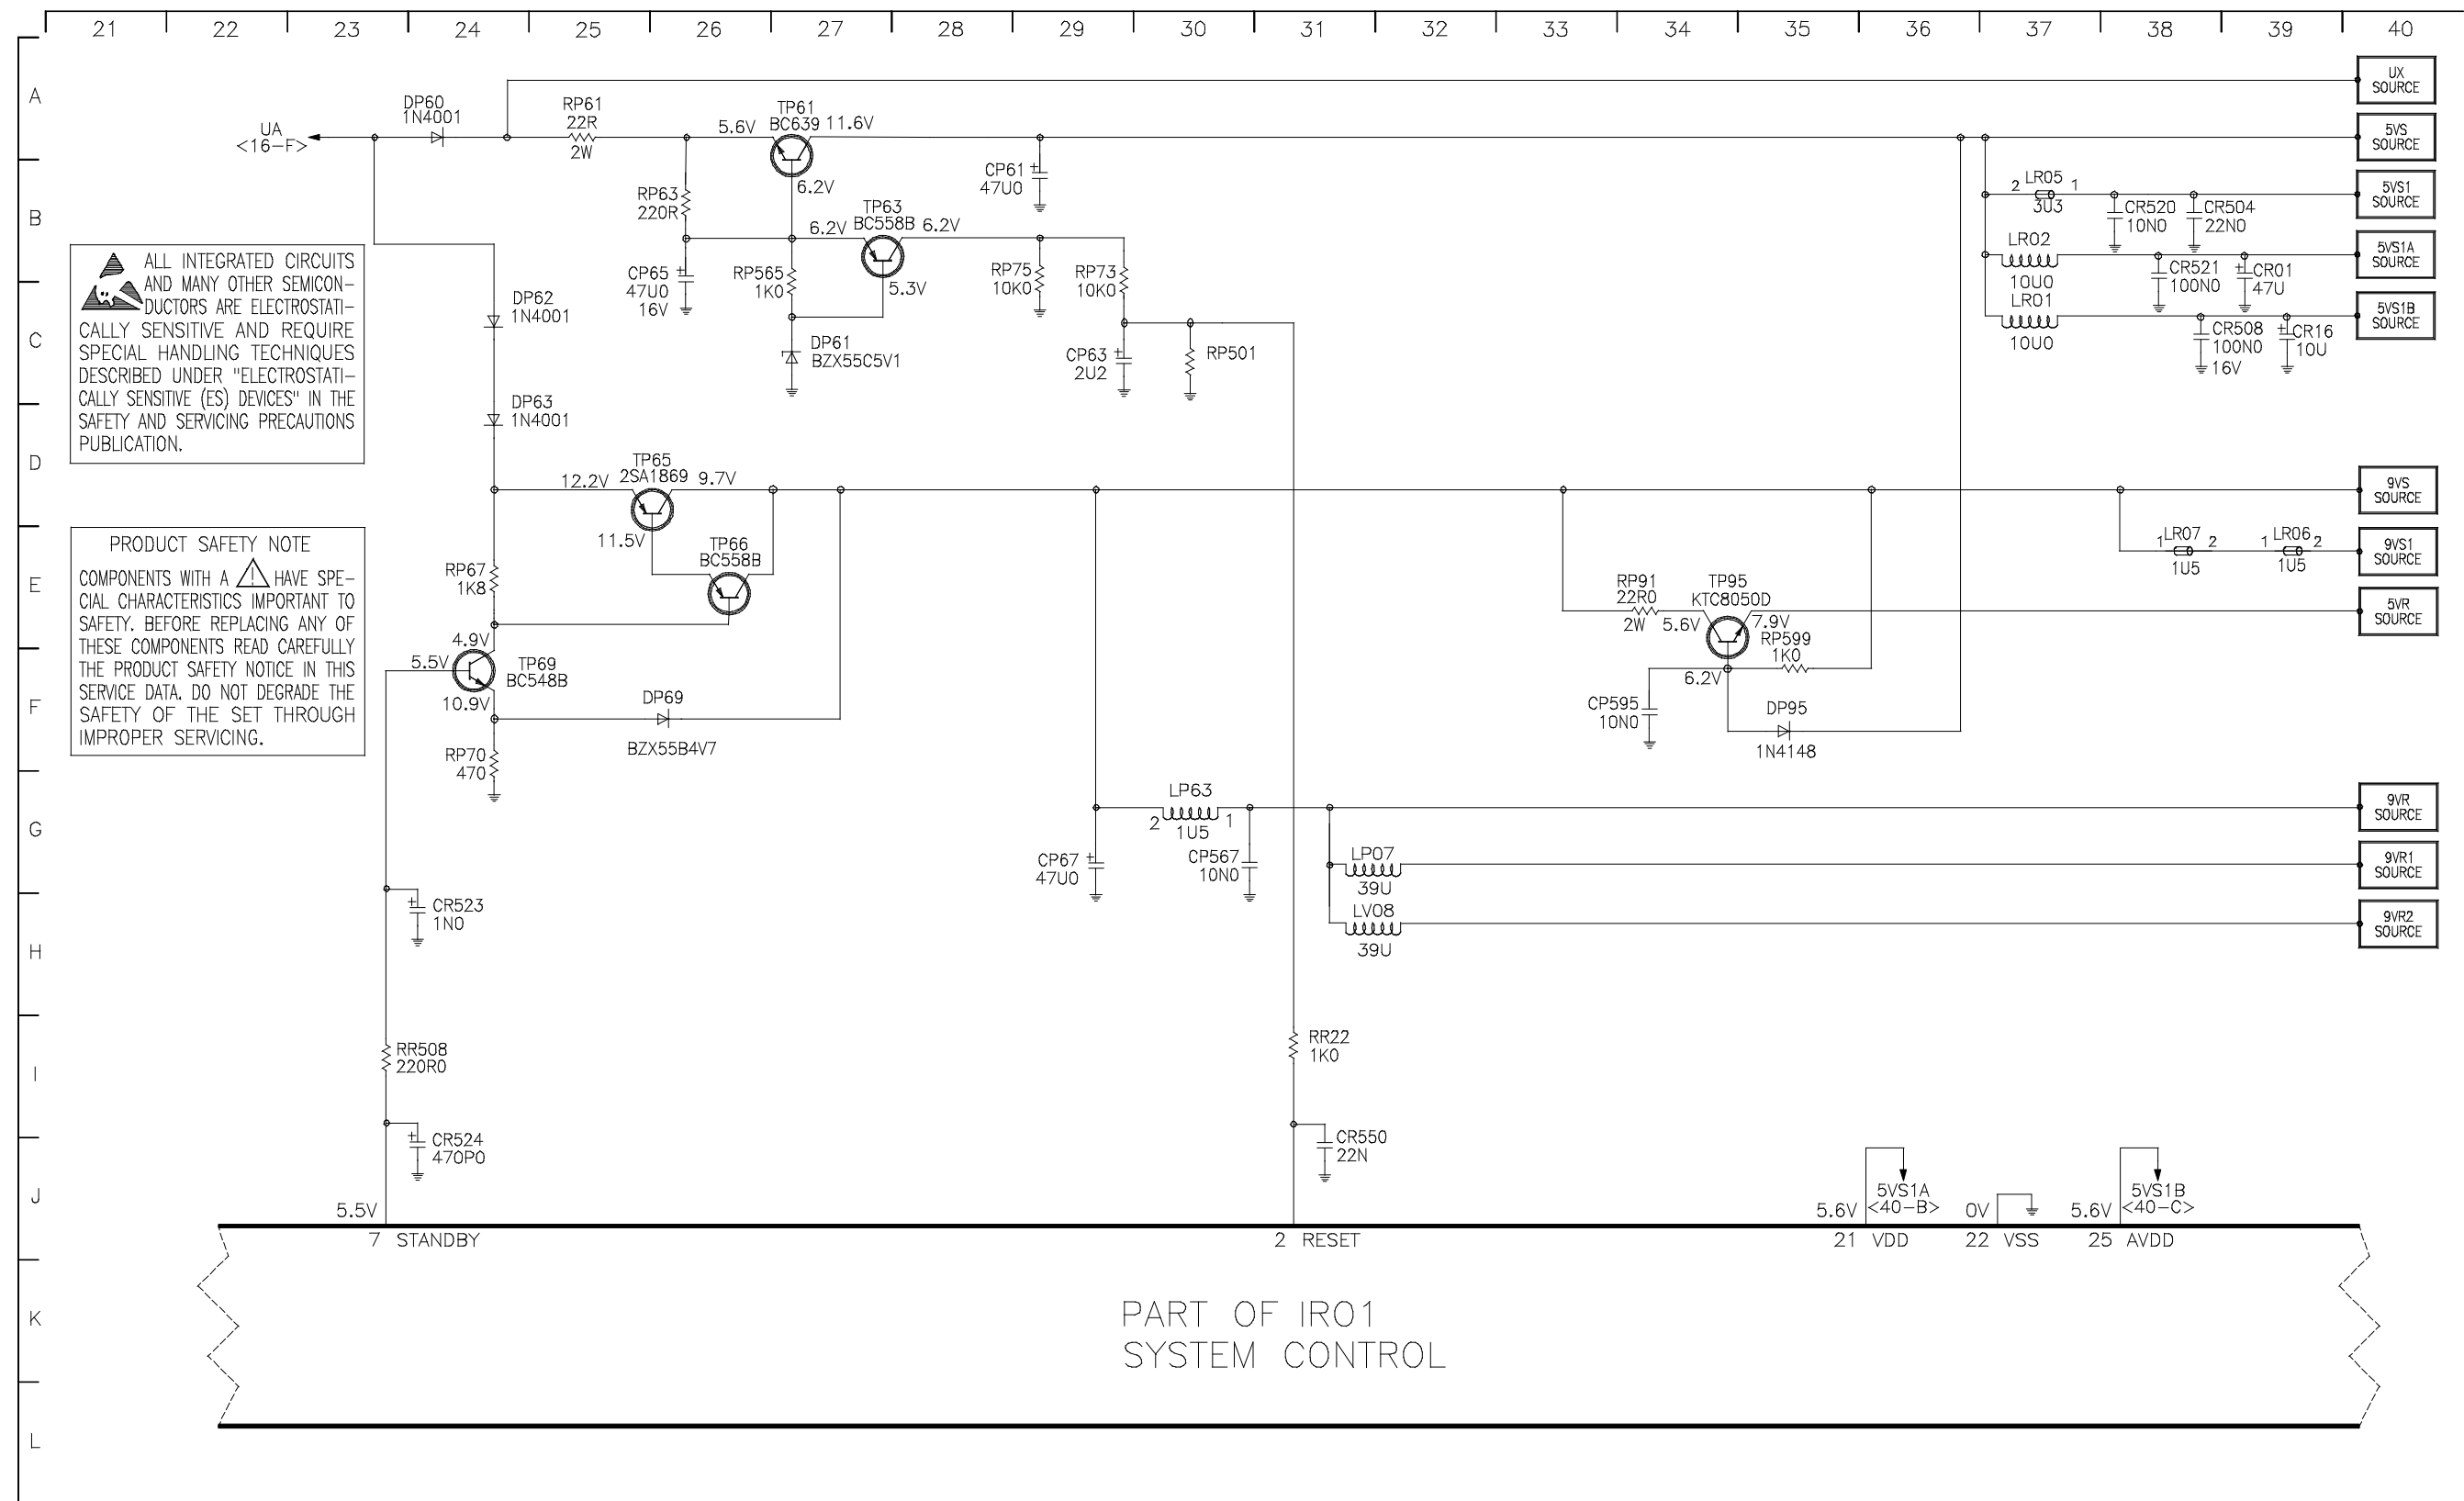 21 22 23 24 25 26 27 28 29 30 31 32 33 34 35 36 37 38 39 40
A
B
C
D
E
F
G
H
I
J
K
L
UA
<16-F>
DP60
1N4001
RP61
22R
2W
5.6V
TP61
BC639
11.6V
6.2V
RP63
220R
CP61
+
47U0
6.2V
TP63
BC558B
6.2V
5.3V
CP65
+
47U0
16V
RP565
1K0
DP61
BZX55C5V1
RP75
10K0
RP73
10K0
CP63
+
2U2
RP501
ALL INTEGRATED CIRCUITS
AND MANY OTHER SEMICON-
DUCTORS ARE ELECTROSTATI-
CALLY SENSITIVE AND REQUIRE
SPECIAL HANDLING TECHNIQUES
DESCRIBED UNDER "ELECTROSTATI-
CALLY SENSITIVE (ES) DEVICES" IN THE
SAFETY AND SERVICING PRECAUTIONS
PUBLICATION.
DP62
1N4001
DP63
1N4001
12.2V
TP65
2SA1869
9.7V
11.5V
TP66
BC558B
PRODUCT SAFETY NOTE
COMPONENTS WITH A ! HAVE SPE-
CIAL CHARACTERISTICS IMPORTANT TO
SAFETY. BEFORE REPLACING ANY OF
THESE COMPONENTS READ CAREFULLY
THE PRODUCT SAFETY NOTICE IN THIS
SERVICE DATA. DO NOT DEGRADE THE
SAFETY OF THE SET THROUGH
IMPROPER SERVICING.
RP67
1K8
4.9V
5.5V
TP69
BC548B
10.9V
DP69
BZX55B4V7
RP70
470
RP91
22R0
2W
5.6V
TP95
KTC8050D
7.9V
RP599
1K0
6.2V
CP595
10N0
DP95
1N4148
2 LR05 1
3U3
CR520
10N0
CR504
22N0
LR02
10U0
CR521
100N0
+
CR01
47U
LR01
10U0
CR508
100N0
16V
+
CR16
10U
1 LR07 2
1U5
1 LR06 2
1U5
UX
SOURCE
5VS
SOURCE
5VS1
SOURCE
5VS1A
SOURCE
5VS1B
SOURCE
9VS
SOURCE
9VS1
SOURCE
5VR
SOURCE
9VR
SOURCE
9VR1
SOURCE
9VR2
SOURCE
LP63
2 1
1U5
CP67
+
47U0
CP567
10N0
LP07
39U
LV08
39U
+
CR523
1N0
RR508
220R0
+
CR524
470P0
RR22
1K0
CR550
22N
5.5V
7 STANDBY
2 RESET
5VS1A
<40-B>
5.6V
21 VDD
0V
22 VSS
5VS1B
<40-C>
5.6V
25 AVDD
PART OF IR01
SYSTEM CONTROL